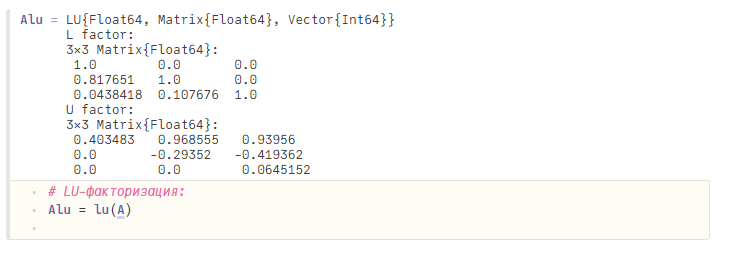 Alu = LU{Float64, Matrix{Float64}, Vector{Int64}}
L factor:
3×3 Matrix{Float64}:
1.0 0.0 0.0
0.817651 1.0 0.0
0.0438418 0.107676 1.0
U factor:
3×3 Matrix{Float64}:
0.403483 0.968555 0.93956
0.0 -0.29352 -0.419362
0.0 0.0 0.0645152
# LU-факторизация:
Alu = lu(A)